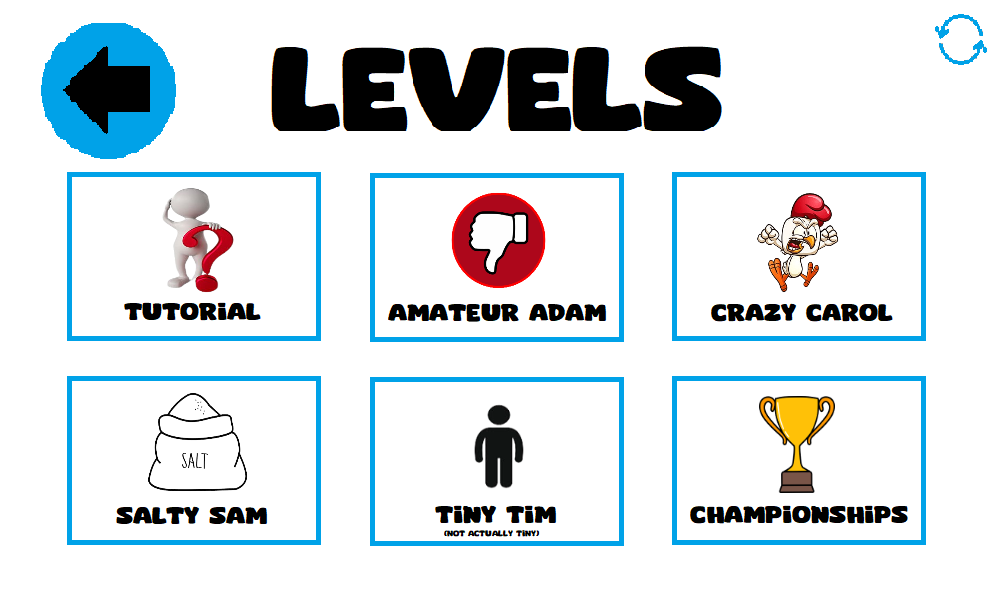 LEVELS
TUTORiAL
AMATEUR ADAM
CRAZY CAROL
SALT
SALTY SAM
TiNY TiM
(NOT ACTUALLY TiNY)
CHAMPiONSHiPS